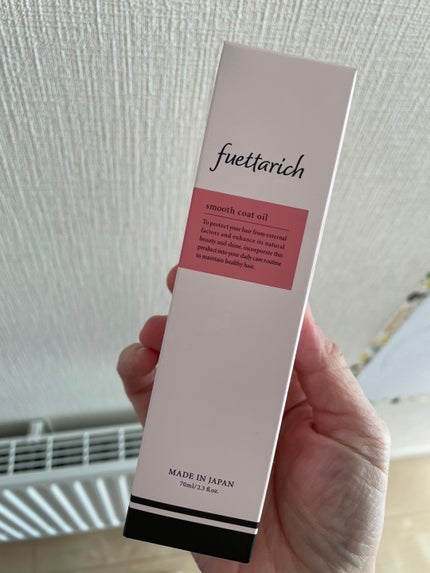 fuettarich
smooth coat oil
To protect your hair from external
factors and enhance its natural
beauty and shine, incorporate this
product into your daily care routine
to maintain healthy hair.
MADE IN JAPAN
70ml/2.3 fl.oz.